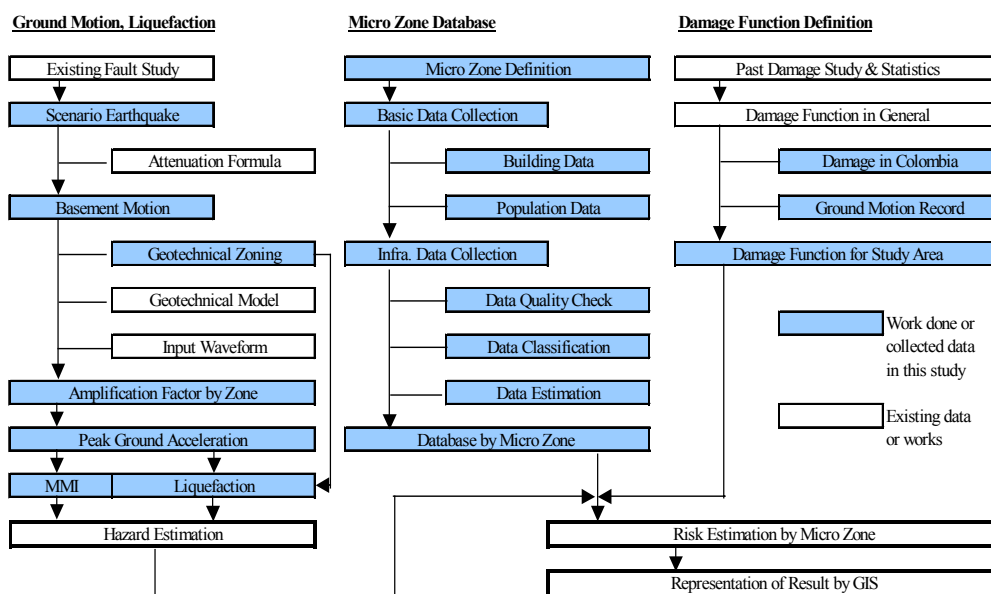 Ground Motion, Liquefaction
Existing Fault Study
Scenario Earthquake
Attenuation Formula
Basement Motion
Geotechnical Zoning
Geotechnical Model
Input Waveform
Amplification Factor by Zone
Peak Ground Acceleration
MMI
Liquefaction
Hazard Estimation
Micro Zone Database
Micro Zone Definition
Basic Data Collection
Building Data
Population Data
Infra. Data Collection
Data Quality Check
Data Classification
Data Estimation
Database by Micro Zone
Damage Function Definition
Past Damage Study & Statistics
Damage Function in General
Damage in Colombia
Ground Motion Record
Damage Function for Study Area
Work done or
collected data
in this study
Existing data
or works
Risk Estimation by Micro Zone
Representation of Result by GIS